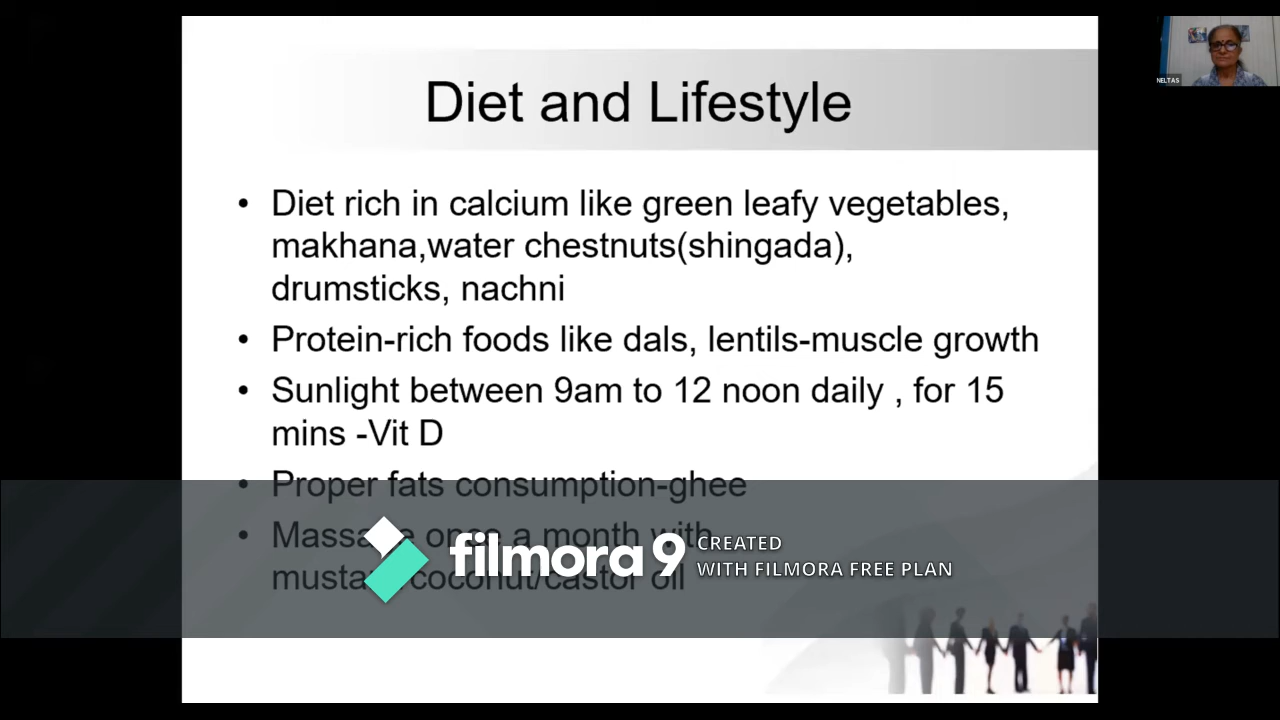 Diet and Lifestyle
NELTAS
• Diet rich in calcium like green leafy vegetables,
makhana,water chestnuts(shingada),
drumsticks, nachni
• Protein-rich foods like dals, lentils-muscle growth
• Sunlight between 9am to 12 noon daily , for 15
mins -Vit D
• Proper fats consumption-ghee
• once a month with
coconut/castor oil
filmora9
CREATED
WITH FILMORA FREE PLAN